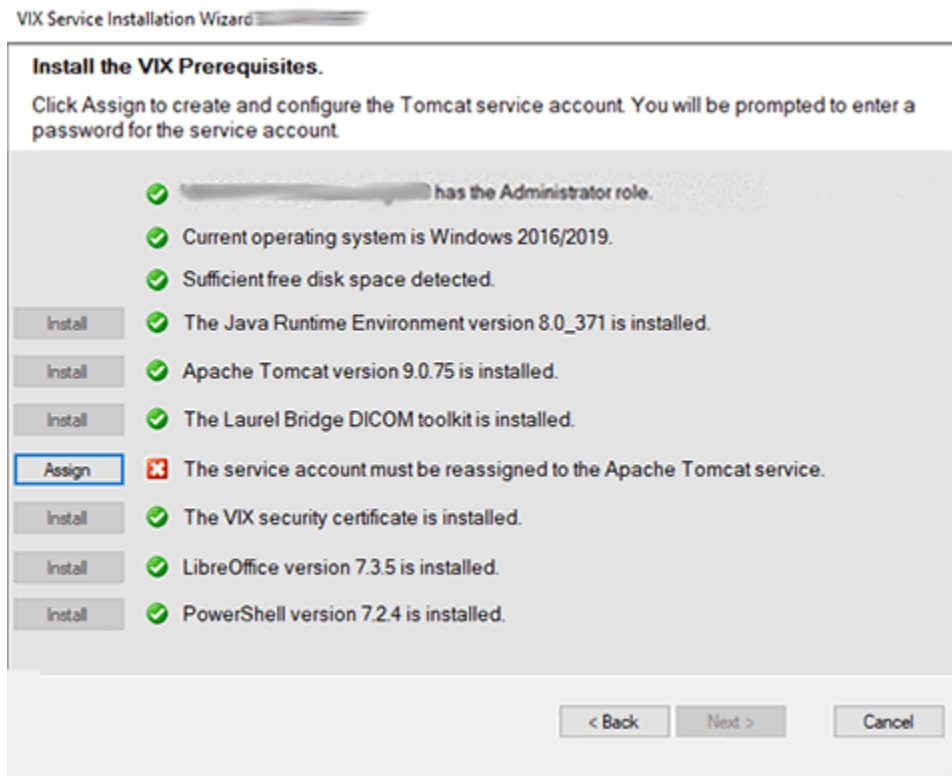 VIX Service Installation Wizard
Install the VIX Prerequisites.
Click Assign to create and configure the Tomcat service account. You will be prompted to enter a
password for the service account.
has the Administrator role.
Current operating system is Windows 2016/2019.
Sufficient free disk space detected.
Install The Java Runtime Environment version 8.0_371 is installed.
Install Apache Tomcat version 9.0.75 is installed.
Install The Laurel Bridge DICOM toolkit is installed.
Assign The service account must be reassigned to the Apache Tomcat service.
Install The VIX security certificate is installed.
Install LibreOffice version 7.3.5 is installed.
Install PowerShell version 7.2.4 is installed.
< Back Next > Cancel